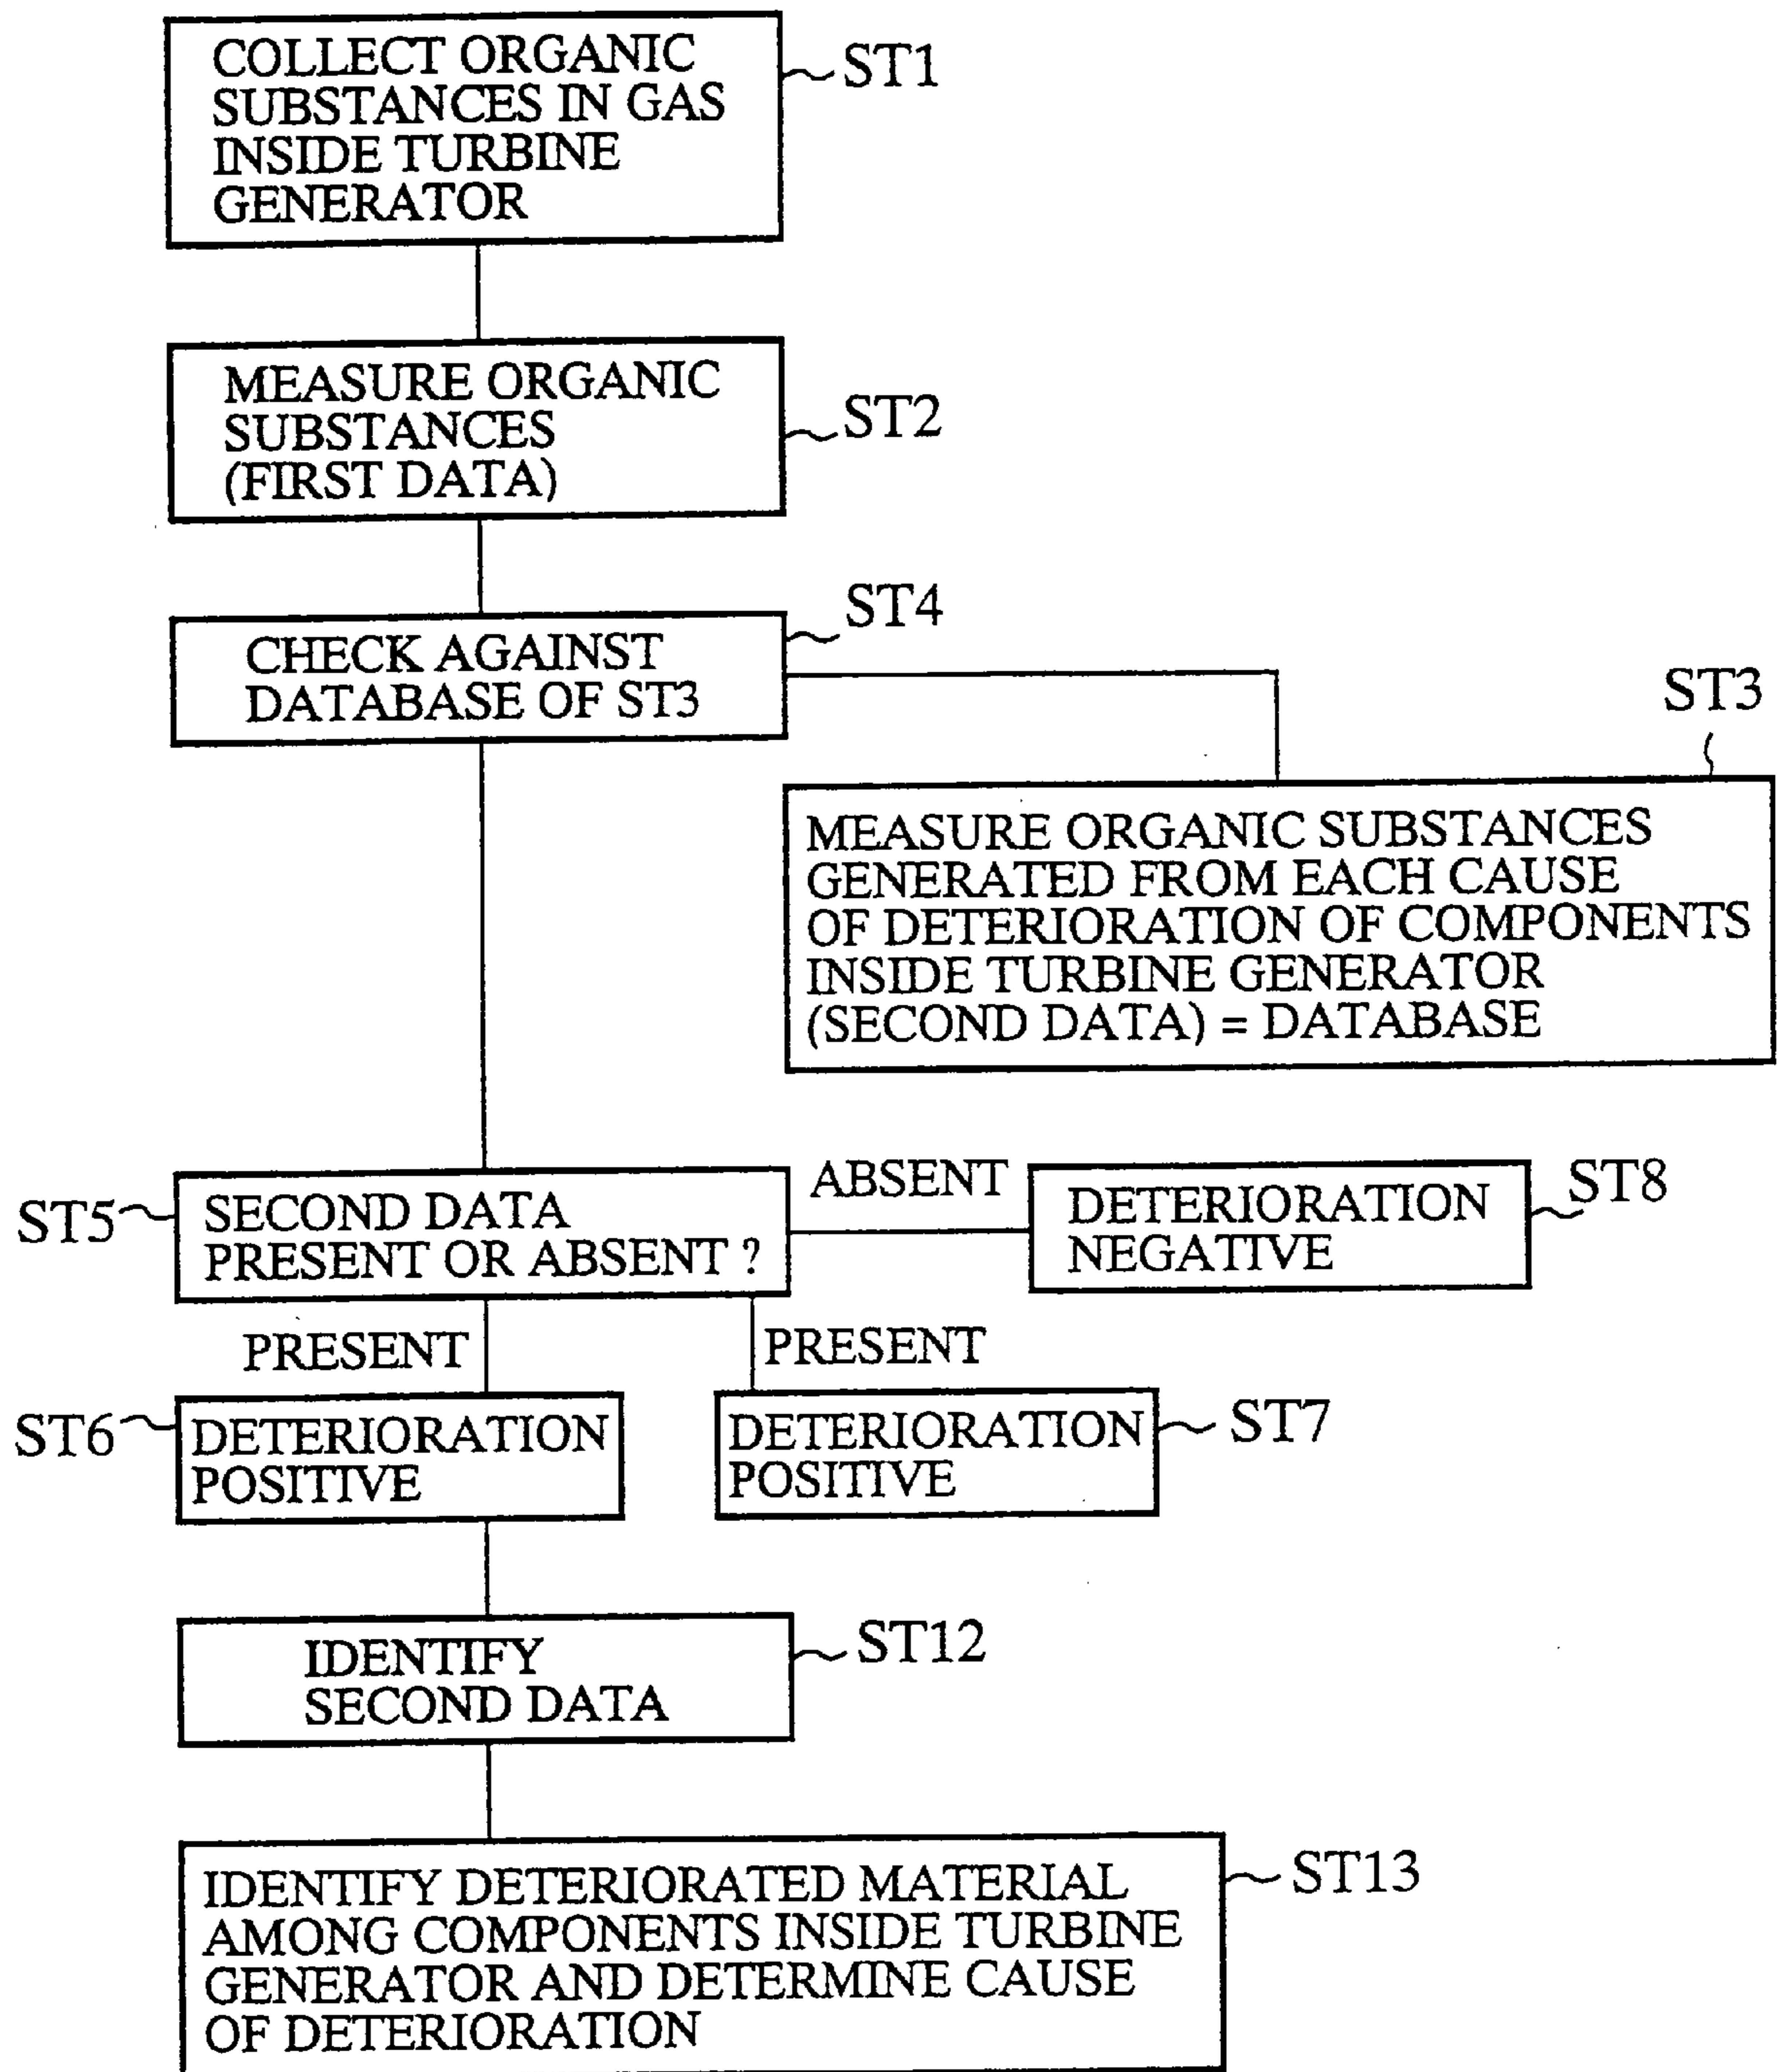 COLLECT ORGANIC
SUBSTANCES IN GAS
INSIDE TURBINE
GENERATOR
ST1
MEASURE ORGANIC
SUBSTANCES
(FIRST DATA)
ST2
ST4
CHECK AGAINST
DATABASE OF ST3
ST3
MEASURE ORGANIC SUBSTANCES
GENERATED FROM EACH CAUSE
OF DETERIORATION OF COMPONENTS
INSIDE TURBINE GENERATOR
(SECOND DATA) = DATABASE
ST5
SECOND DATA
PRESENT OR ABSENT ?
ABSENT
DETERIORATION
NEGATIVE
ST8
PRESENT
PRESENT
ST6
DETERIORATION
POSITIVE
DETERIORATION
POSITIVE
ST7
IDENTIFY
SECOND DATA
ST12
IDENTIFY DETERIORATED MATERIAL
AMONG COMPONENTS INSIDE TURBINE
GENERATOR AND DETERMINE CAUSE
OF DETERIORATION
ST13